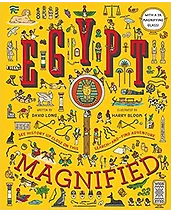 WITH A 3X
MAGNIFYING
GLASS!
EGYPT
WRITTEN BY
DAVID LONG
ILLUSTRATED BY
HARRY BLOOM
MAGNIFIED